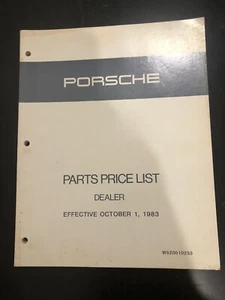 PORSCHE
PARTS PRICE LIST
DEALER
EFFECTIVE OCTOBER 1, 1983